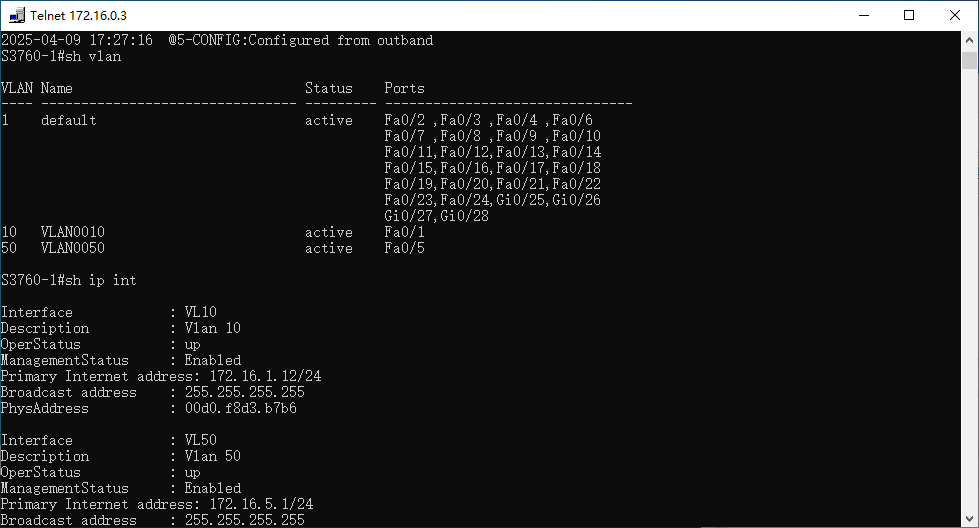 Telnet 172.16.0.3
2025-04-09 17:27:16  @5-CONFIG:Configured from outband
S3760-1#sh vlan
VLAN Name                             Status    Ports
---- -------------------------------- --------- -------------------------------
1    default                          active    Fa0/2 ,Fa0/3 ,Fa0/4 ,Fa0/6
                                                Fa0/7 ,Fa0/8 ,Fa0/9 ,Fa0/10
                                                Fa0/11,Fa0/12,Fa0/13,Fa0/14
                                                Fa0/15,Fa0/16,Fa0/17,Fa0/18
                                                Fa0/19,Fa0/20,Fa0/21,Fa0/22
                                                Fa0/23,Fa0/24,Gi0/25,Gi0/26
                                                Gi0/27,Gi0/28
10   VLAN0010                         active    Fa0/1
50   VLAN0050                         active    Fa0/5
S3760-1#sh ip int
Interface            : VL10
Description          : Vlan 10
OperStatus           : up
ManagementStatus     : Enabled
Primary Internet address: 172.16.1.12/24
Broadcast address    : 255.255.255.255
PhysAddress          : 00d0.f8d3.b7b6
Interface            : VL50
Description          : Vlan 50
OperStatus           : up
ManagementStatus     : Enabled
Primary Internet address: 172.16.5.1/24
Broadcast address    : 255.255.255.255